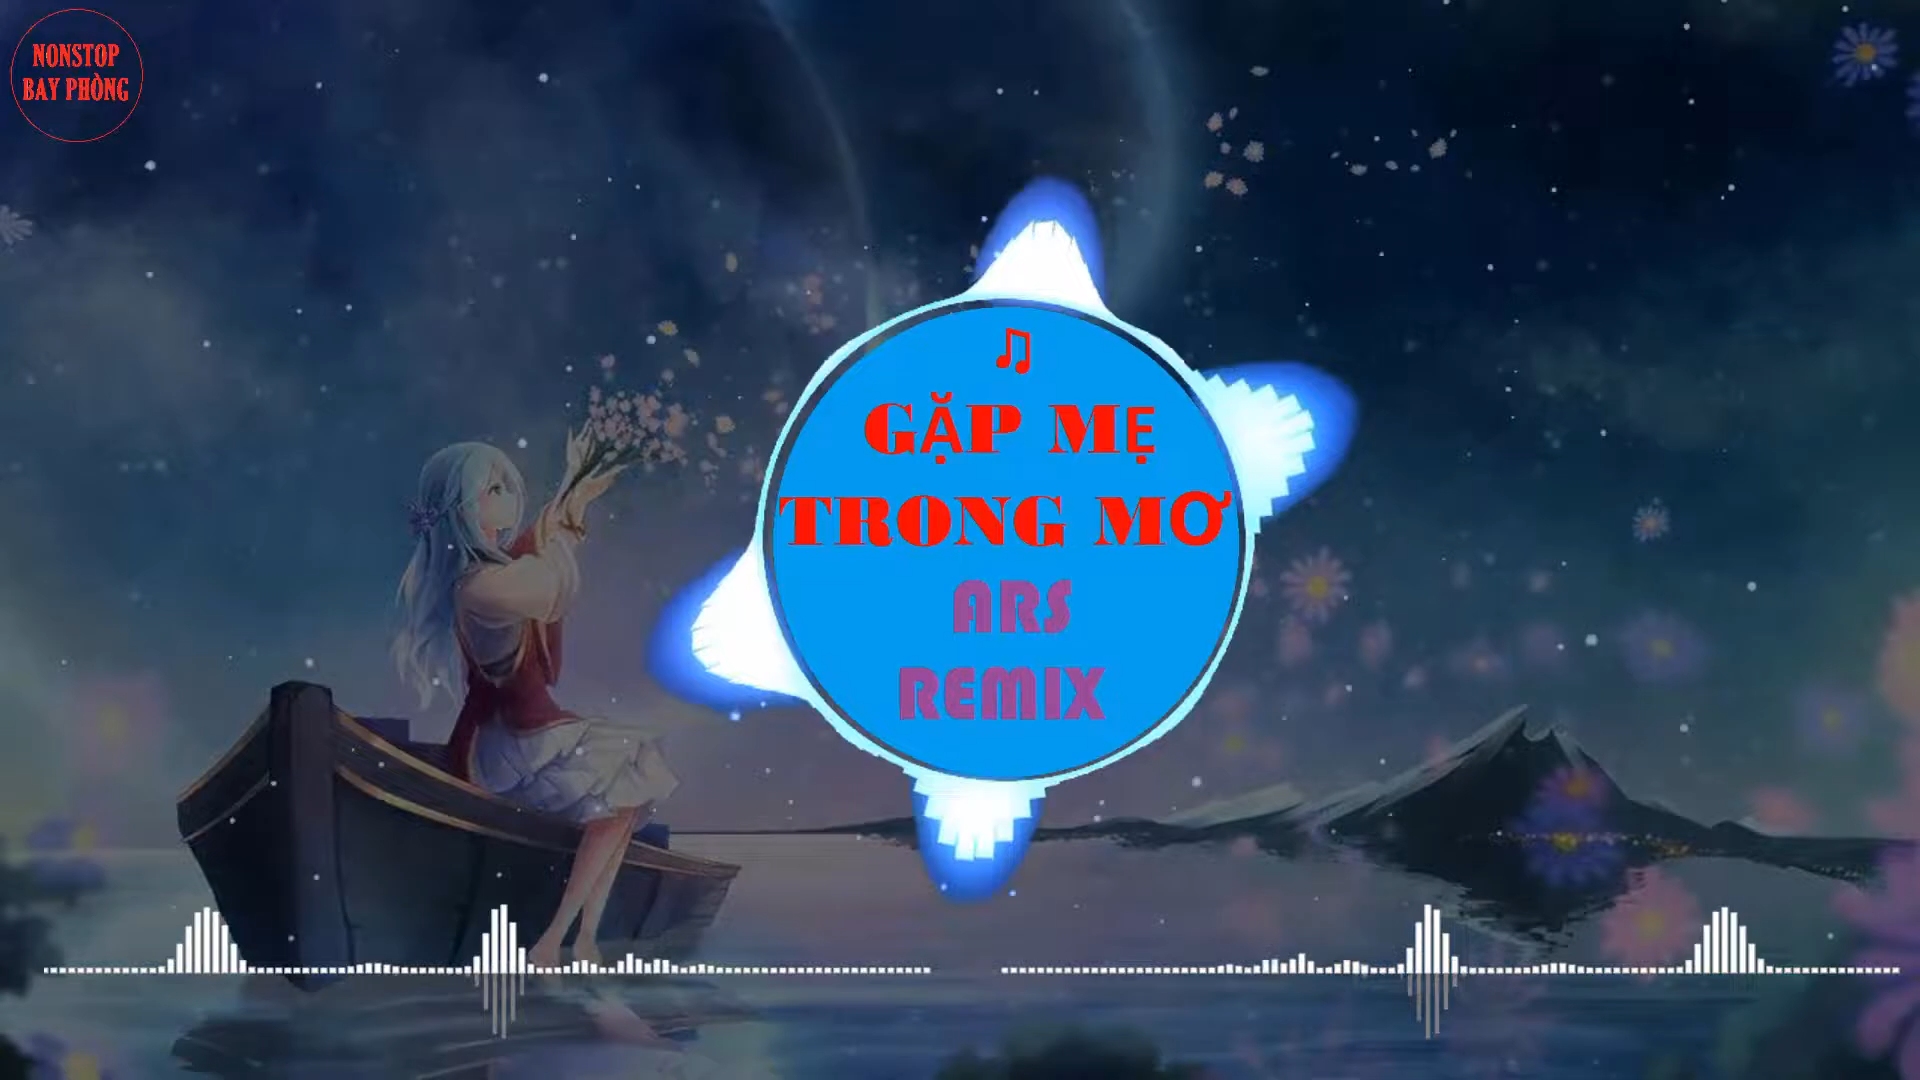 NONSTOP
BAY PHÒNG
GẶP MẸ
TRONG MƠ
ARS
REMIX